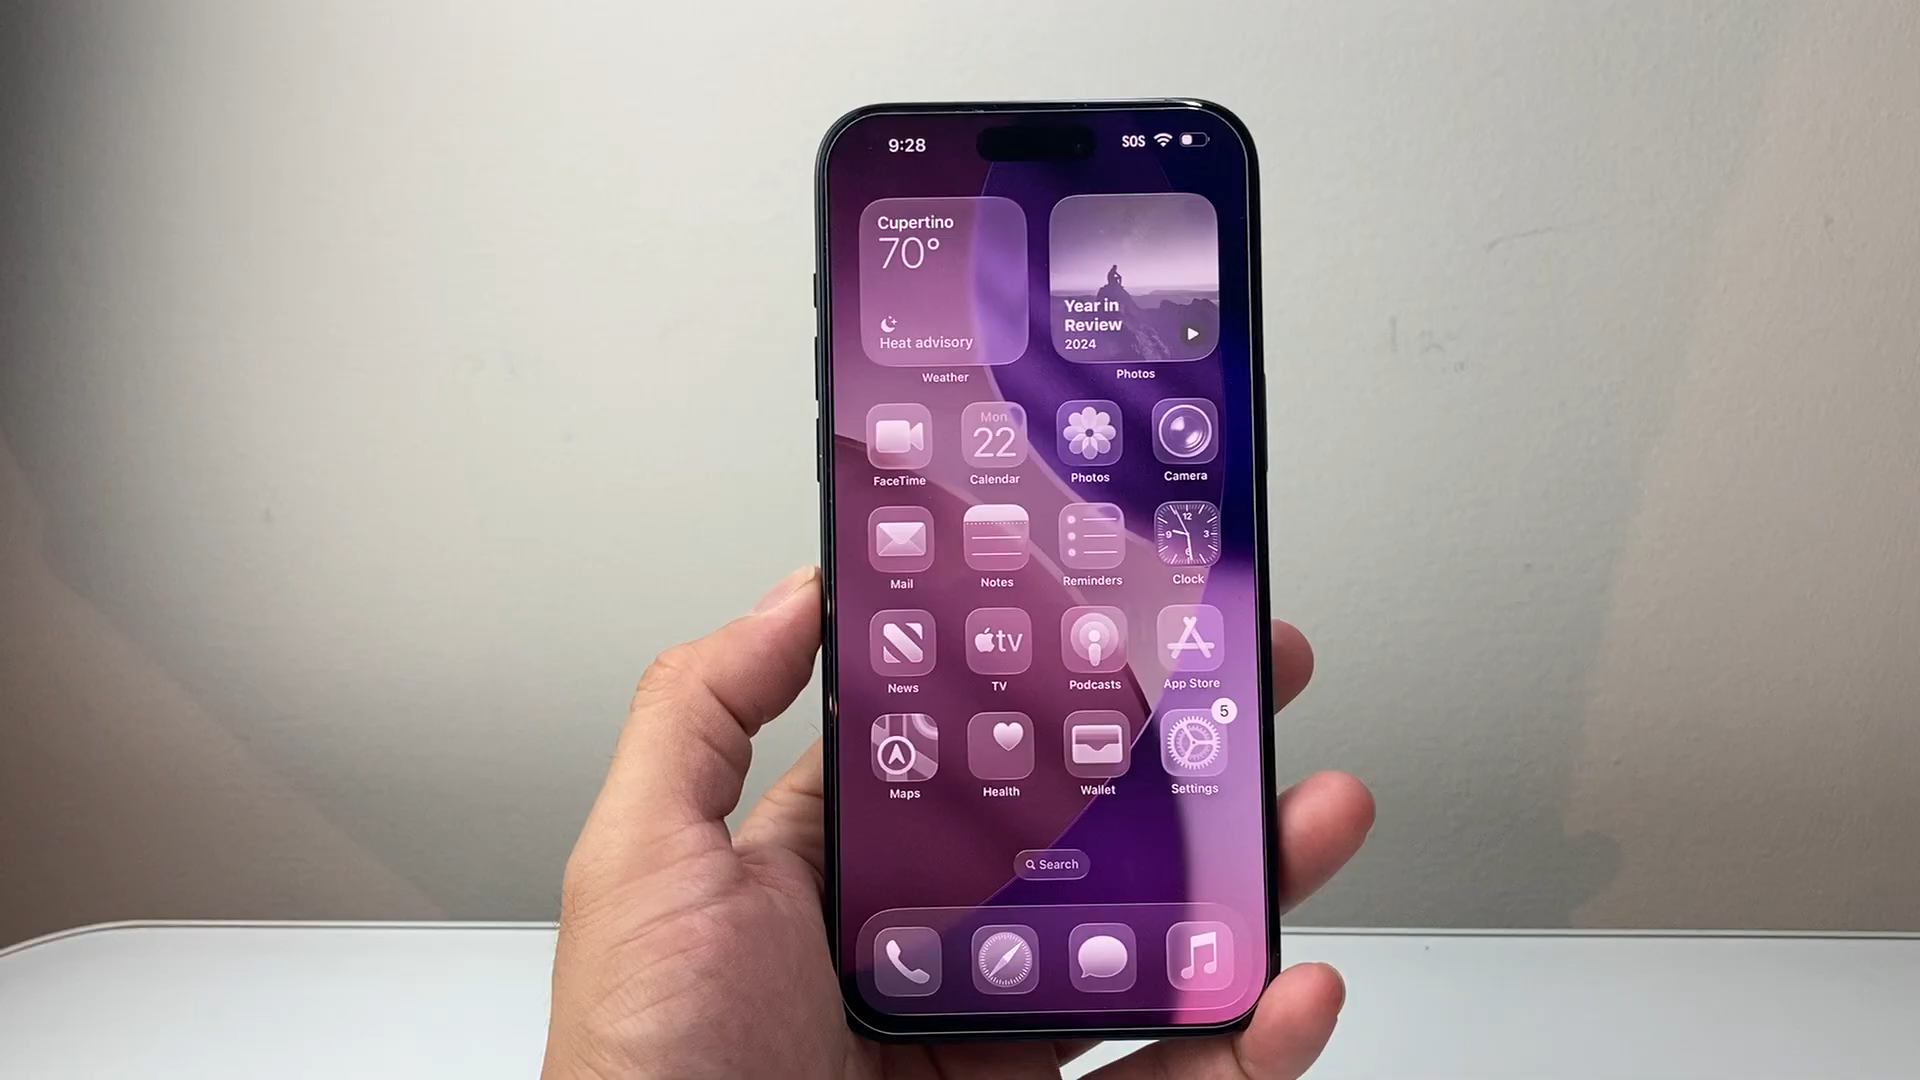 9:28
SOS
Cupertino
70°
Heat advisory
Weather
Year in
Review
2024
Photos
FaceTime
Mon
22
Calendar
Photos
Camera
Mail
Notes
Reminders
12
9
3
6
Clock
News
tv
TV
Podcasts
App Store
Maps
Health
Wallet
5
Settings
Search